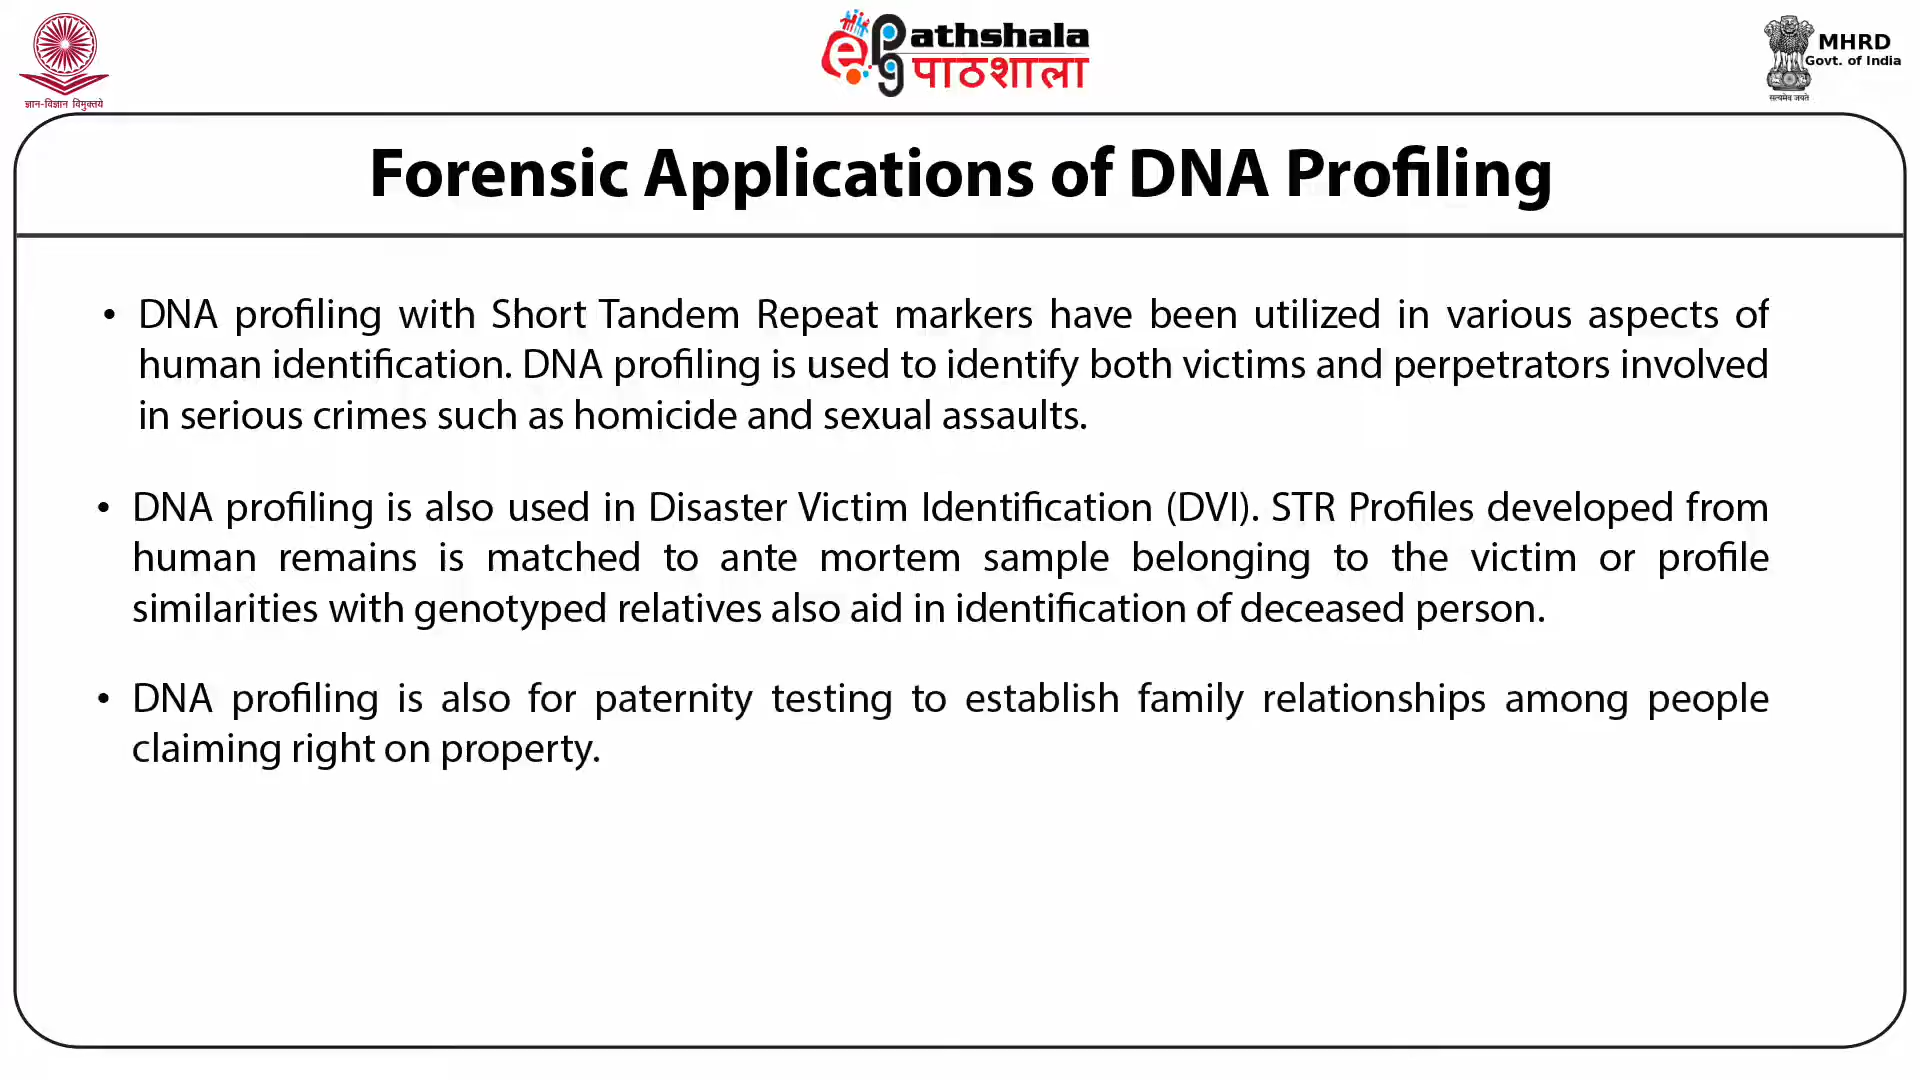 ज्ञान-विज्ञान विमुक्तये
ePG Pathshala
पाठशाला
MHRD
Govt. of India
सत्यमेव जयते
Forensic Applications of DNA Profiling
• DNA profiling with Short Tandem Repeat markers have been utilized in various aspects of
human identification. DNA profiling is used to identify both victims and perpetrators involved
in serious crimes such as homicide and sexual assaults.
• DNA profiling is also used in Disaster Victim Identification (DVI). STR Profiles developed from
human remains is matched to ante mortem sample belonging to the victim or profile
similarities with genotyped relatives also aid in identification of deceased person.
• DNA profiling is also for paternity testing to establish family relationships among people
claiming right on property.